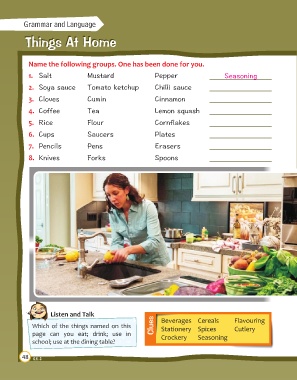 Grammar and Language
Things At Home
Name the following groups. One has been done for you.
1. Salt Mustard Pepper Seasoning
2. Soya sauce Tomato ketchup Chilli sauce
3. Cloves Cumin Cinnamon
4. Coffee Tea Lemon squash
5. Rice Flour Cornflakes
6. Cups Saucers Plates
7. Pencils Pens Erasers
8. Knives Forks Spoons
Listen and Talk
Which of the things named on this
page can you eat; drink; use in
school; use at the dining table?
Clues
Beverages Cereals Flavouring
Stationery Spices Cutlery
Crockery Seasoning
48